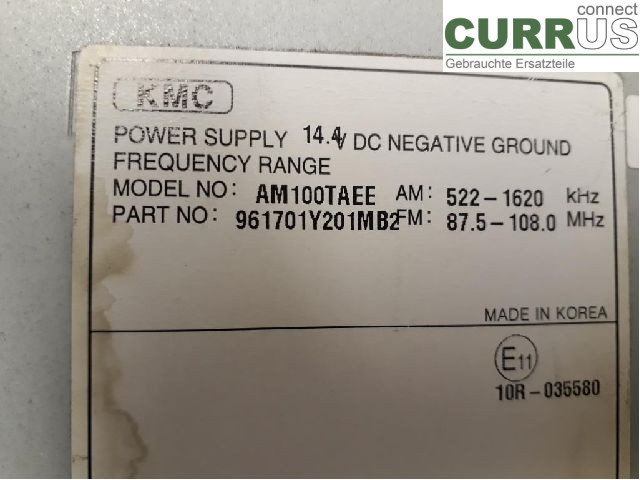 connect
CURRUS
Gebrauchte Ersatzteile
KMC
POWER SUPPLY 14.4V DC NEGATIVE GROUND
FREQUENCY RANGE
MODEL NO: AM100TAEE AM: 522-1620 kHz
PART NO: 961701Y201MB2 FM: 87.5-108.0 MHz
MADE IN KOREA
E11
10R-035580